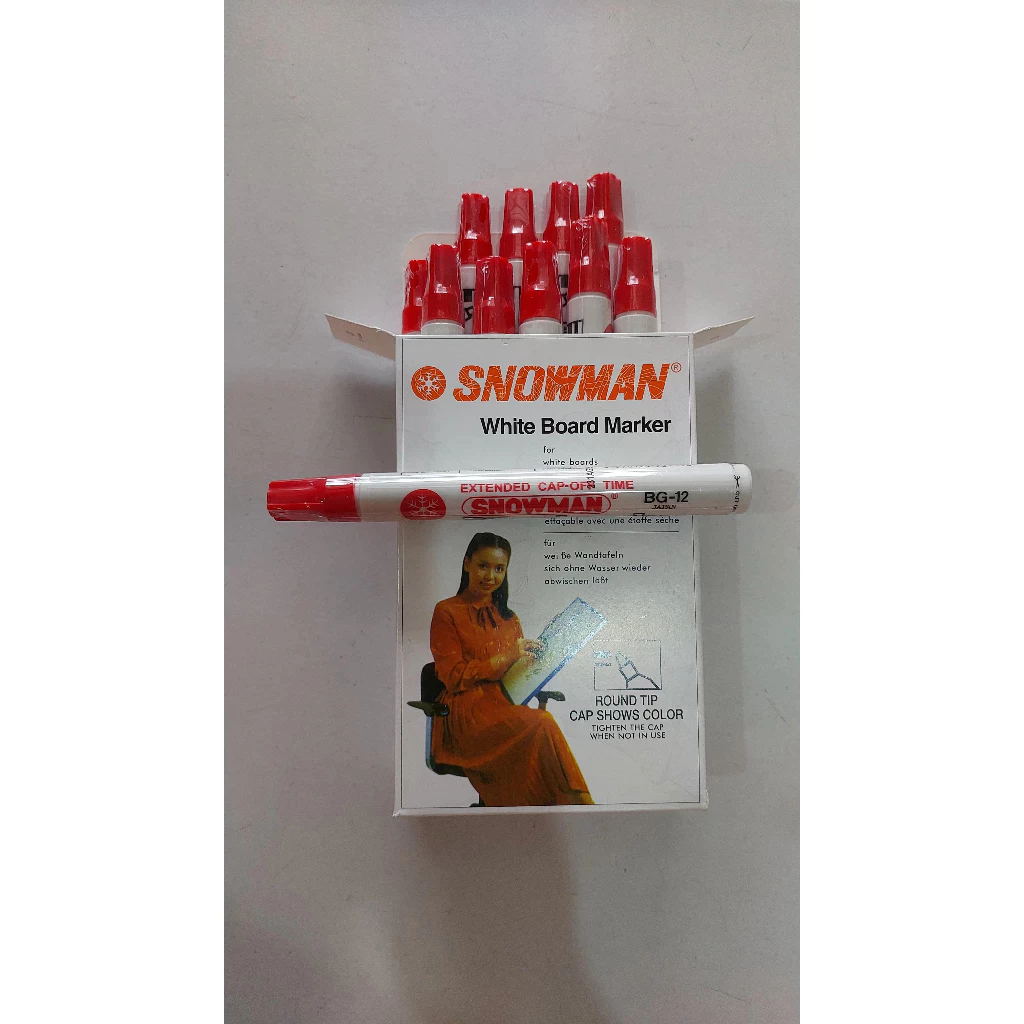 SNOWMAN®
White Board Marker
for
white boards
EXTENDED CAP-OFF TIME
SNOWMAN®
BG-12
JAPAN
effaçable avec une étoffe sèche
für
weiße Wandtafeln
sich ohne Wasser wieder
abwischen läßt
ROUND TIP
CAP SHOWS COLOR
TIGHTEN THE CAP
WHEN NOT IN USE